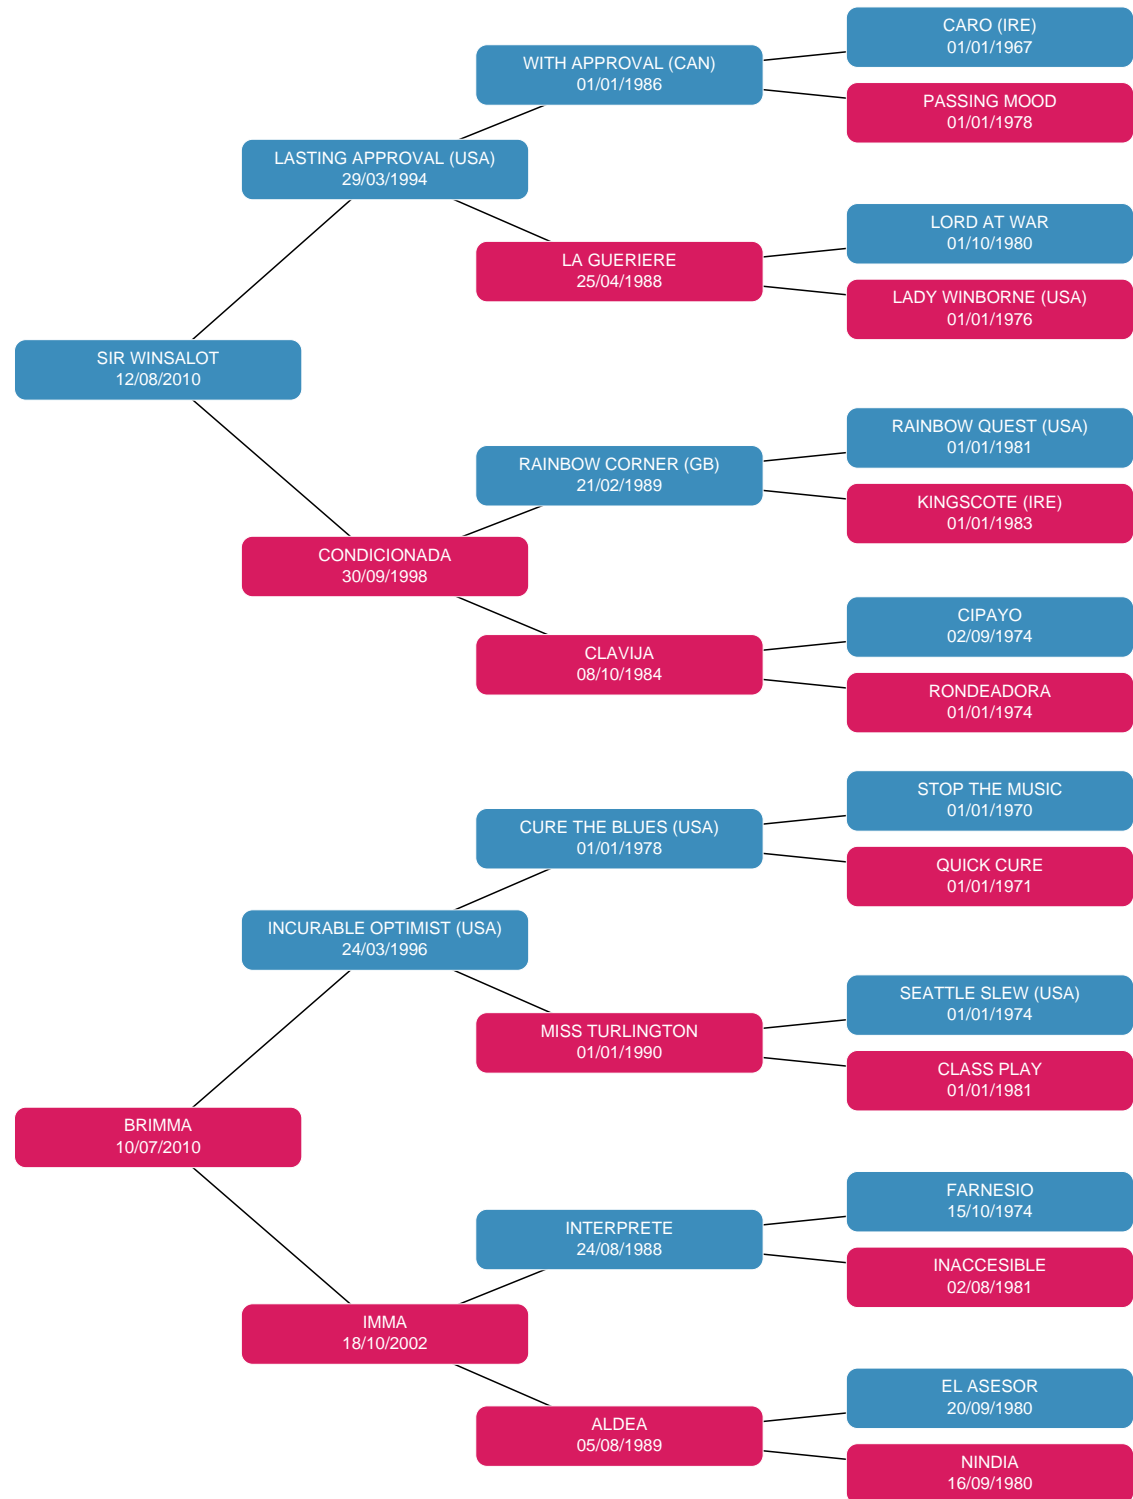 CARO (IRE)
01/01/1967
WITH APPROVAL (CAN)
01/01/1986
PASSING MOOD
01/01/1978
LASTING APPROVAL (USA)
29/03/1994
LORD AT WAR
01/10/1980
LA GUERIERE
25/04/1988
LADY WINBORNE (USA)
01/01/1976
SIR WINSALOT
12/08/2010
RAINBOW QUEST (USA)
01/01/1981
RAINBOW CORNER (GB)
21/02/1989
KINGSCOTE (IRE)
01/01/1983
CONDICIONADA
30/09/1998
CIPAYO
02/09/1974
CLAVIJA
08/10/1984
RONDEADORA
01/01/1974
STOP THE MUSIC
01/01/1970
CURE THE BLUES (USA)
01/01/1978
QUICK CURE
01/01/1971
INCURABLE OPTIMIST (USA)
24/03/1996
SEATTLE SLEW (USA)
01/01/1974
MISS TURLINGTON
01/01/1990
CLASS PLAY
01/01/1981
BRIMMA
10/07/2010
FARNESIO
15/10/1974
INTERPRETE
24/08/1988
INACCESIBLE
02/08/1981
IMMA
18/10/2002
EL ASESOR
20/09/1980
ALDEA
05/08/1989
NINDIA
16/09/1980